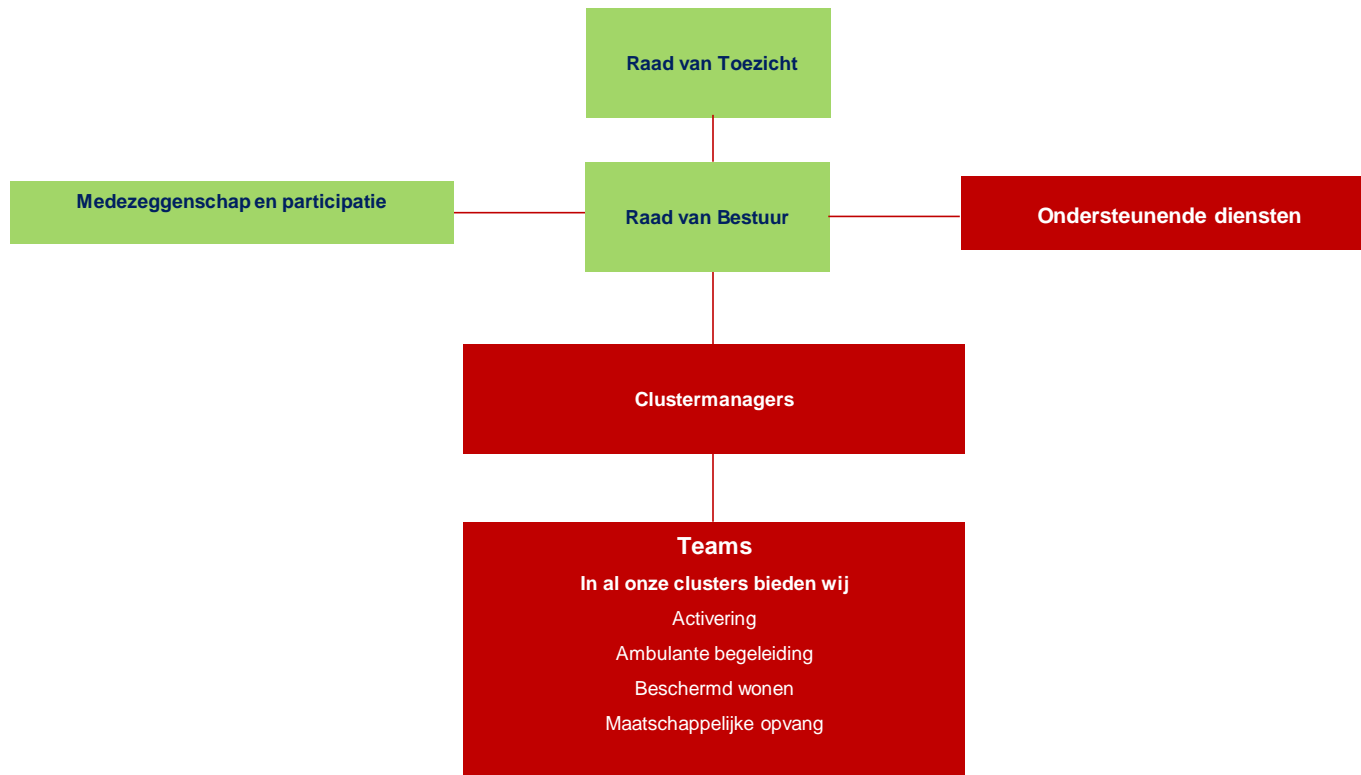 Raad van Toezicht
Medezeggenschap en participatie
Raad van Bestuur
Ondersteunende diensten
Clustermanagers
Teams
In al onze clusters bieden wij
Activering
Ambulante begeleiding
Beschermd wonen
Maatschappelijke opvang